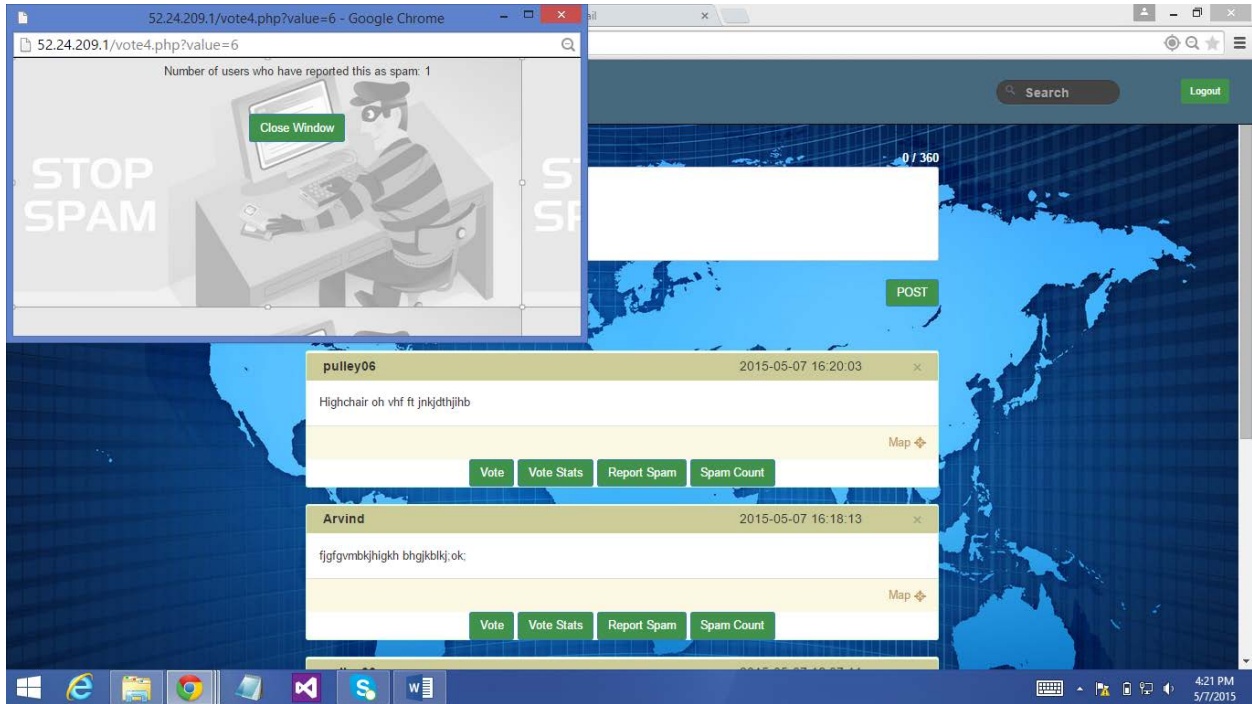 52.24.209.1/vote4.php?value=6 - Google Chrome
52.24.209.1/vote4.php?value=6
Number of users who have reported this as spam: 1
Close Window
STOP
SPAM
Search
Logout
0 / 360
POST
pulley06 2015-05-07 16:20:03
Highchair oh vhf ft jnkjdthjihb
Map
Vote Vote Stats Report Spam Spam Count
Arvind 2015-05-07 16:18:13
fjgfgvmbkjhigkh bhgjkblkj;ok;
Map
Vote Vote Stats Report Spam Spam Count
4:21 PM
5/7/2015